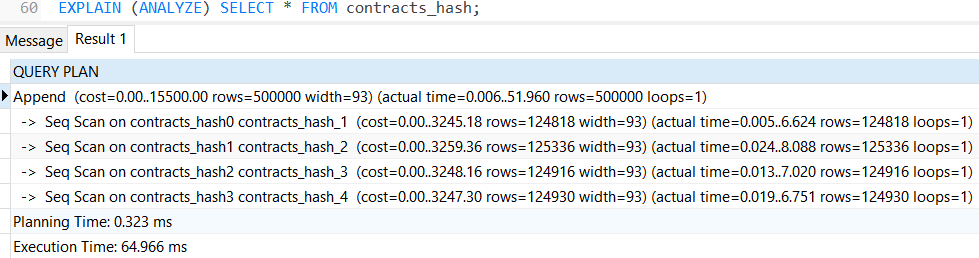 60 EXPLAIN (ANALYZE) SELECT * FROM contracts_hash;
Message Result 1
QUERY PLAN
Append (cost=0.00..15500.00 rows=500000 width=93) (actual time=0.006..51.960 rows=500000 loops=1)
-> Seq Scan on contracts_hash0 contracts_hash_1 (cost=0.00..3245.18 rows=124818 width=93) (actual time=0.005..6.624 rows=124818 loops=1)
-> Seq Scan on contracts_hash1 contracts_hash_2 (cost=0.00..3259.36 rows=125336 width=93) (actual time=0.024..8.088 rows=125336 loops=1)
-> Seq Scan on contracts_hash2 contracts_hash_3 (cost=0.00..3248.16 rows=124916 width=93) (actual time=0.013..7.020 rows=124916 loops=1)
-> Seq Scan on contracts_hash3 contracts_hash_4 (cost=0.00..3247.30 rows=124930 width=93) (actual time=0.019..6.751 rows=124930 loops=1)
Planning Time: 0.323 ms
Execution Time: 64.966 ms